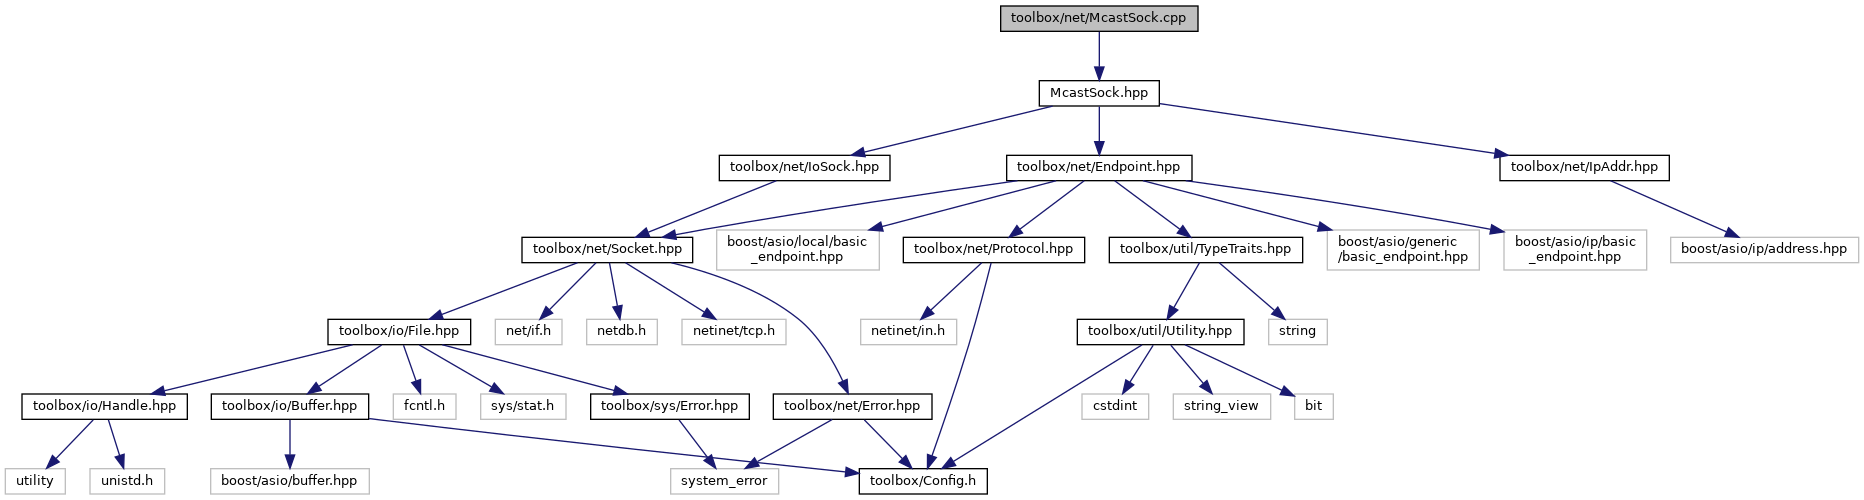 toolbox/net/McastSock.cpp
McastSock.hpp
toolbox/net/IoSock.hpp
toolbox/net/Endpoint.hpp
toolbox/net/IpAddr.hpp
toolbox/net/Socket.hpp
boost/asio/local/basic
_endpoint.hpp
toolbox/net/Protocol.hpp
toolbox/util/TypeTraits.hpp
boost/asio/generic
/basic_endpoint.hpp
boost/asio/ip/basic
_endpoint.hpp
boost/asio/ip/address.hpp
toolbox/io/File.hpp
net/if.h
netdb.h
netinet/tcp.h
netinet/in.h
toolbox/util/Utility.hpp
string
toolbox/io/Handle.hpp
toolbox/io/Buffer.hpp
fcntl.h
sys/stat.h
toolbox/sys/Error.hpp
toolbox/net/Error.hpp
cstdint
string_view
bit
utility
unistd.h
boost/asio/buffer.hpp
system_error
toolbox/Config.h